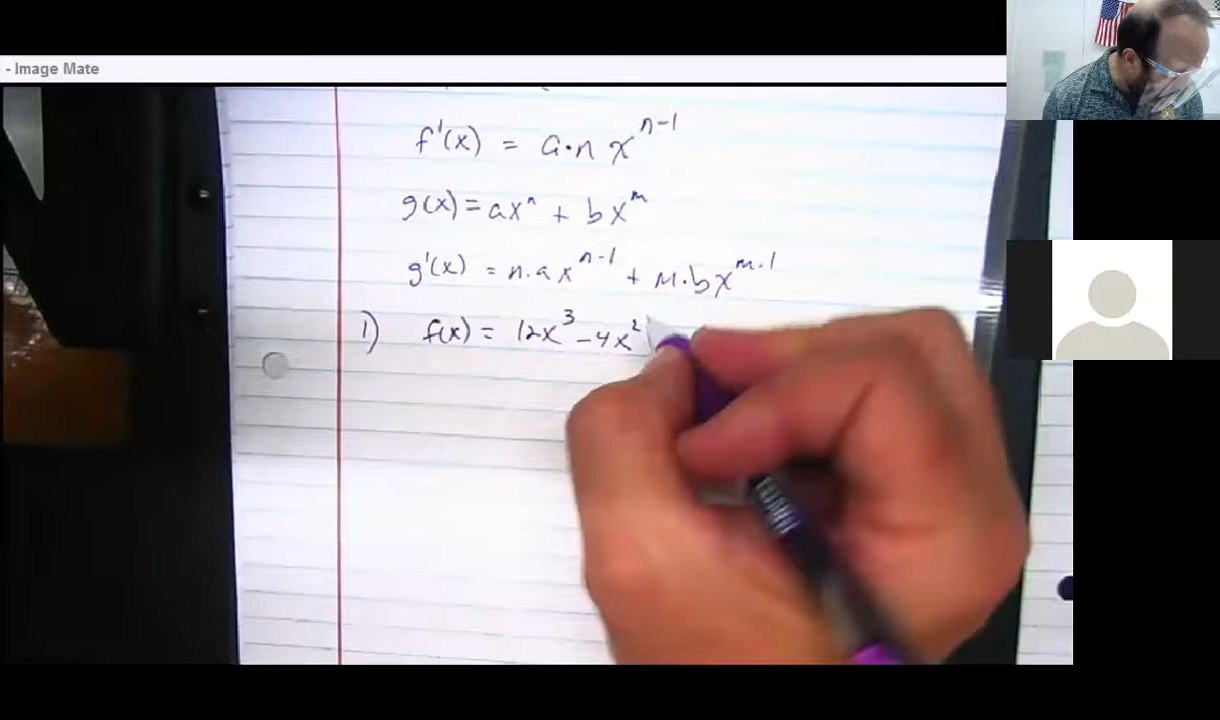 - Image Mate
f'(x) = a·n x^{n-1}
g(x) = ax^n + bx^m
g'(x) = n·a x^{n-1} + m·b x^{m·1}
1) f(x) = 12x^3 - 4x^2